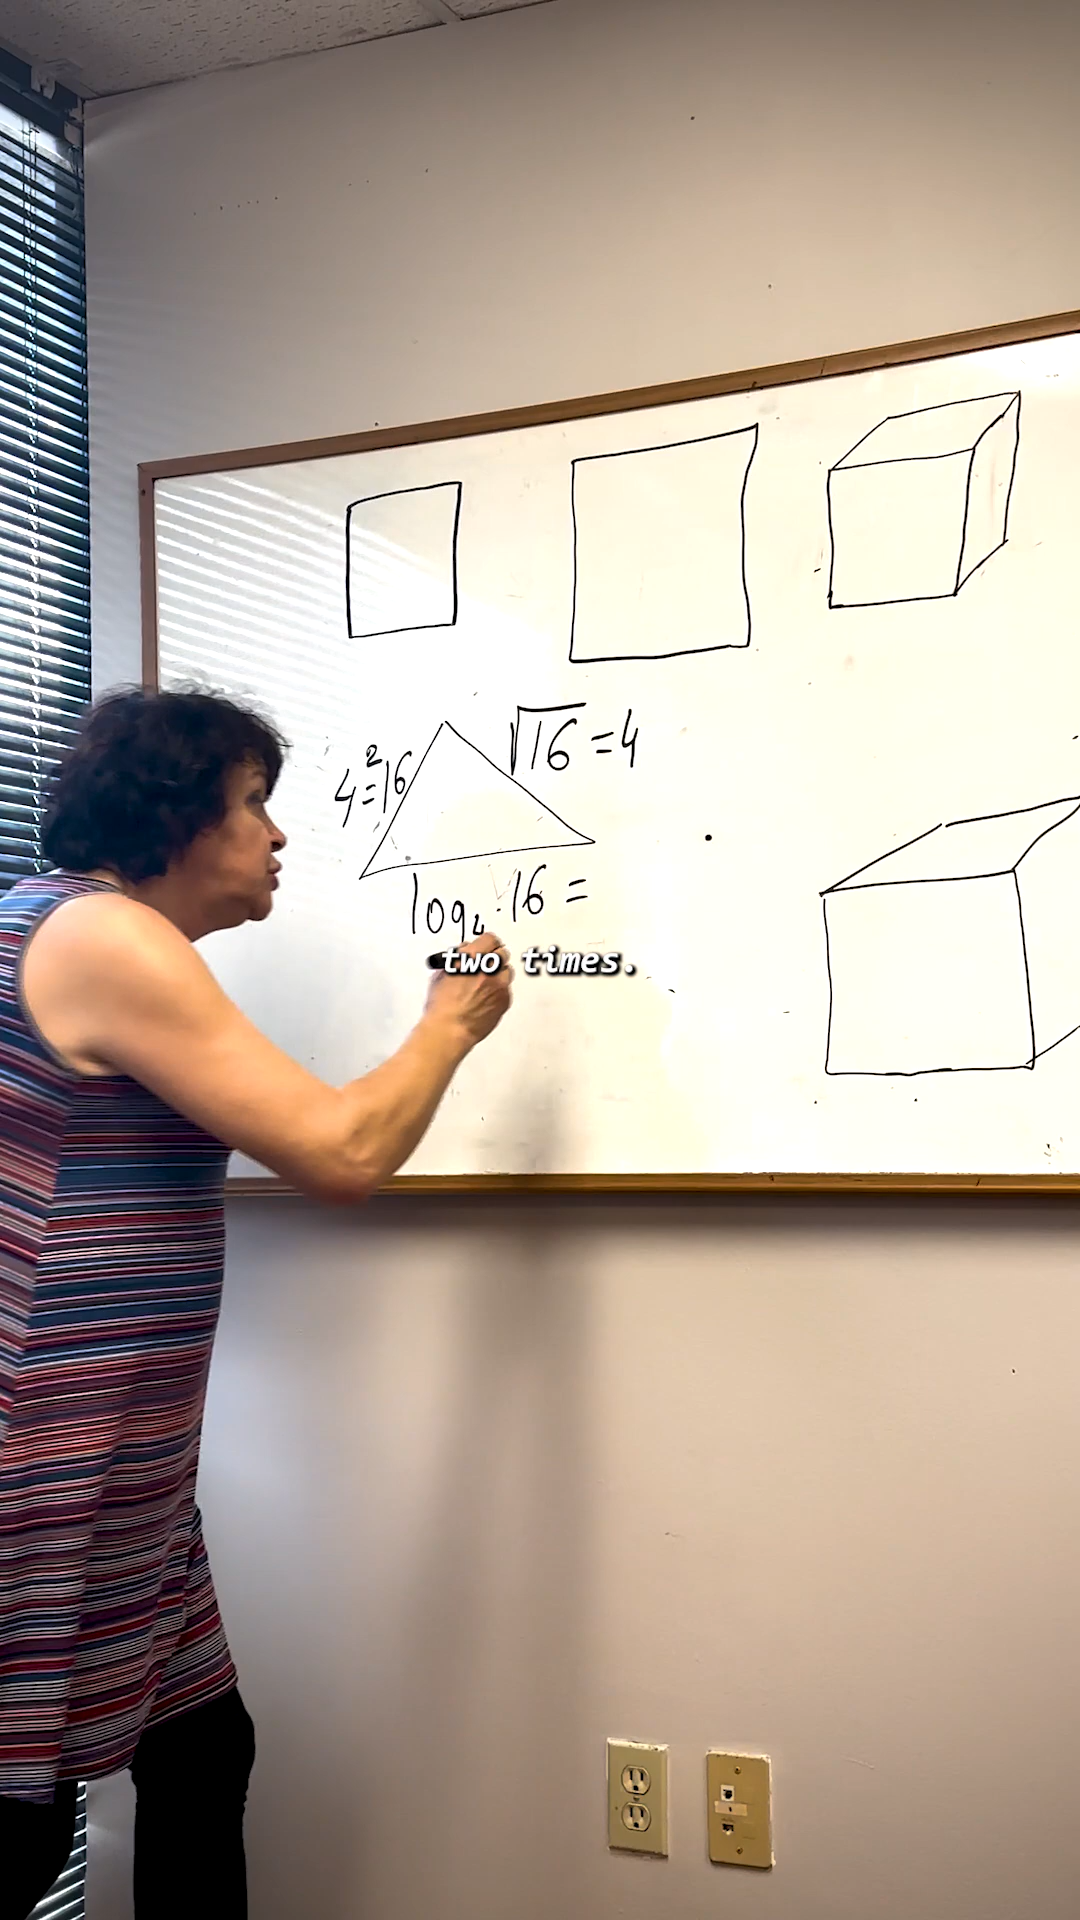 4²=16
√16 =4
log₄ 16 =
two times.